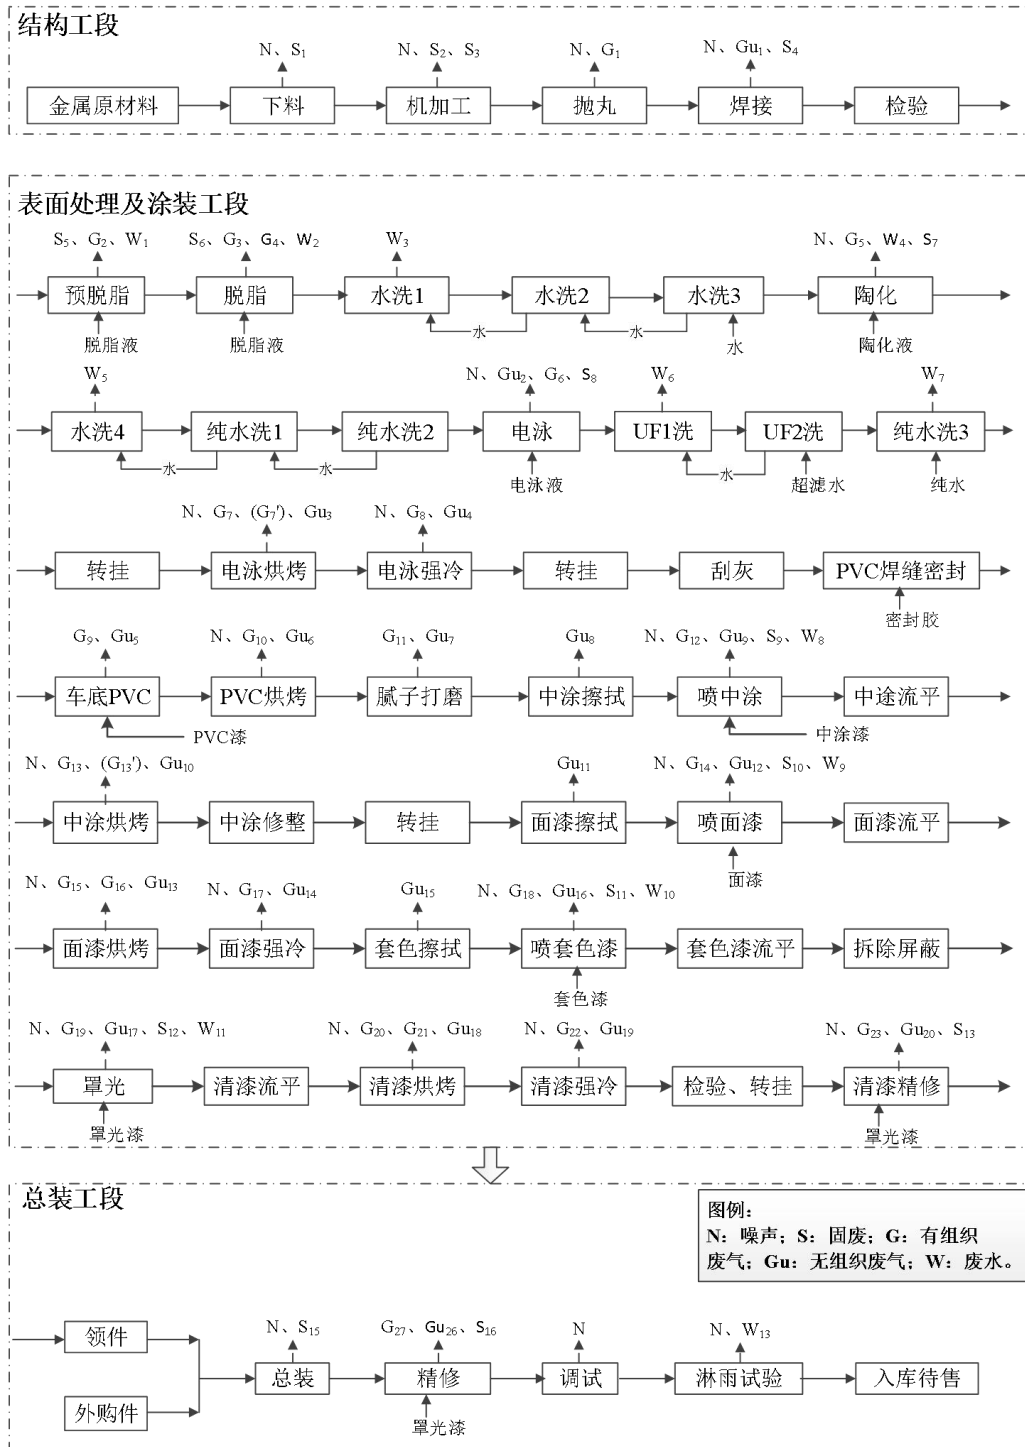 结构工段
N、S₁
N、S₂、S₃
N、G₁
N、Gu₁、S₄
金属原材料
下料
机加工
抛丸
焊接
检验
表面处理及涂装工段
S₅、G₂、W₁
S₆、G₃、G₄、W₂
W₃
N、G₅、W₄、S₇
预脱脂
脱脂
水洗1
水洗2
水洗3
陶化
水
水
脱脂液
脱脂液
水
陶化液
W₅
N、Gu₂、G₆、S₈
W₆
W₇
水洗4
纯水洗1
纯水洗2
电泳
UF1洗
UF2洗
纯水洗3
水
水
水
电泳液
超滤水
纯水
N、G₇、(G₇')、Gu₃
N、G₈、Gu₄
转挂
电泳烘烤
电泳强冷
转挂
刮灰
PVC焊缝密封
密封胶
G₉、Gu₅
N、G₁₀、Gu₆
G₁₁、Gu₇
Gu₈
N、G₁₂、Gu₉、S₉、W₈
车底PVC
PVC烘烤
腻子打磨
中涂擦拭
喷中涂
中途流平
PVC漆
中涂漆
N、G₁₃、(G₁₃')、Gu₁₀
Gu₁₁
N、G₁₄、Gu₁₂、S₁₀、W₉
中涂烘烤
中涂修整
转挂
面漆擦拭
喷面漆
面漆流平
面漆
N、G₁₅、G₁₆、Gu₁₃
N、G₁₇、Gu₁₄
Gu₁₅
N、G₁₈、Gu₁₆、S₁₁、W₁₀
面漆烘烤
面漆强冷
套色擦拭
喷套色漆
套色漆流平
拆除屏蔽
套色漆
N、G₁₉、Gu₁₇、S₁₂、W₁₁
N、G₂₀、G₂₁、Gu₁₈
N、G₂₂、Gu₁₉
N、G₂₃、Gu₂₀、S₁₃
罩光
清漆流平
清漆烘烤
清漆强冷
检验、转挂
清漆精修
罩光漆
罩光漆
总装工段
图例：
N：噪声；S：固废；G：有组织
废气；Gu：无组织废气；W：废水。
N、S₁₅
G₂₇、Gu₂₆、S₁₆
N
N、W₁₃
领件
外购件
总装
精修
调试
淋雨试验
入库待售
罩光漆